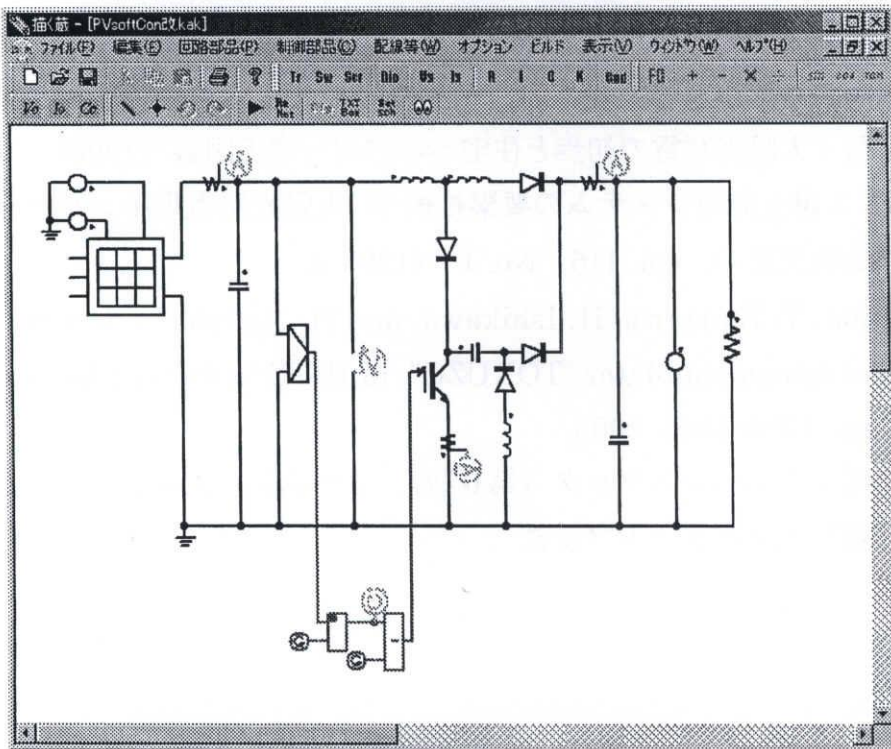 描く蔵 - [PVsoftCon改.kak]
ファイル(F) 編集(E) 回路部品(P) 制御部品(C) 配線等(W) オプション ビルド 表示(V) ウィンドウ(W) ヘルプ(H)
Tr Sw Scr Dio Vs Is R L C K Gnd FG + - × ÷
Vo Io Co Re Net Fig TXT Box Set sch
A A
V
A
C
C
C